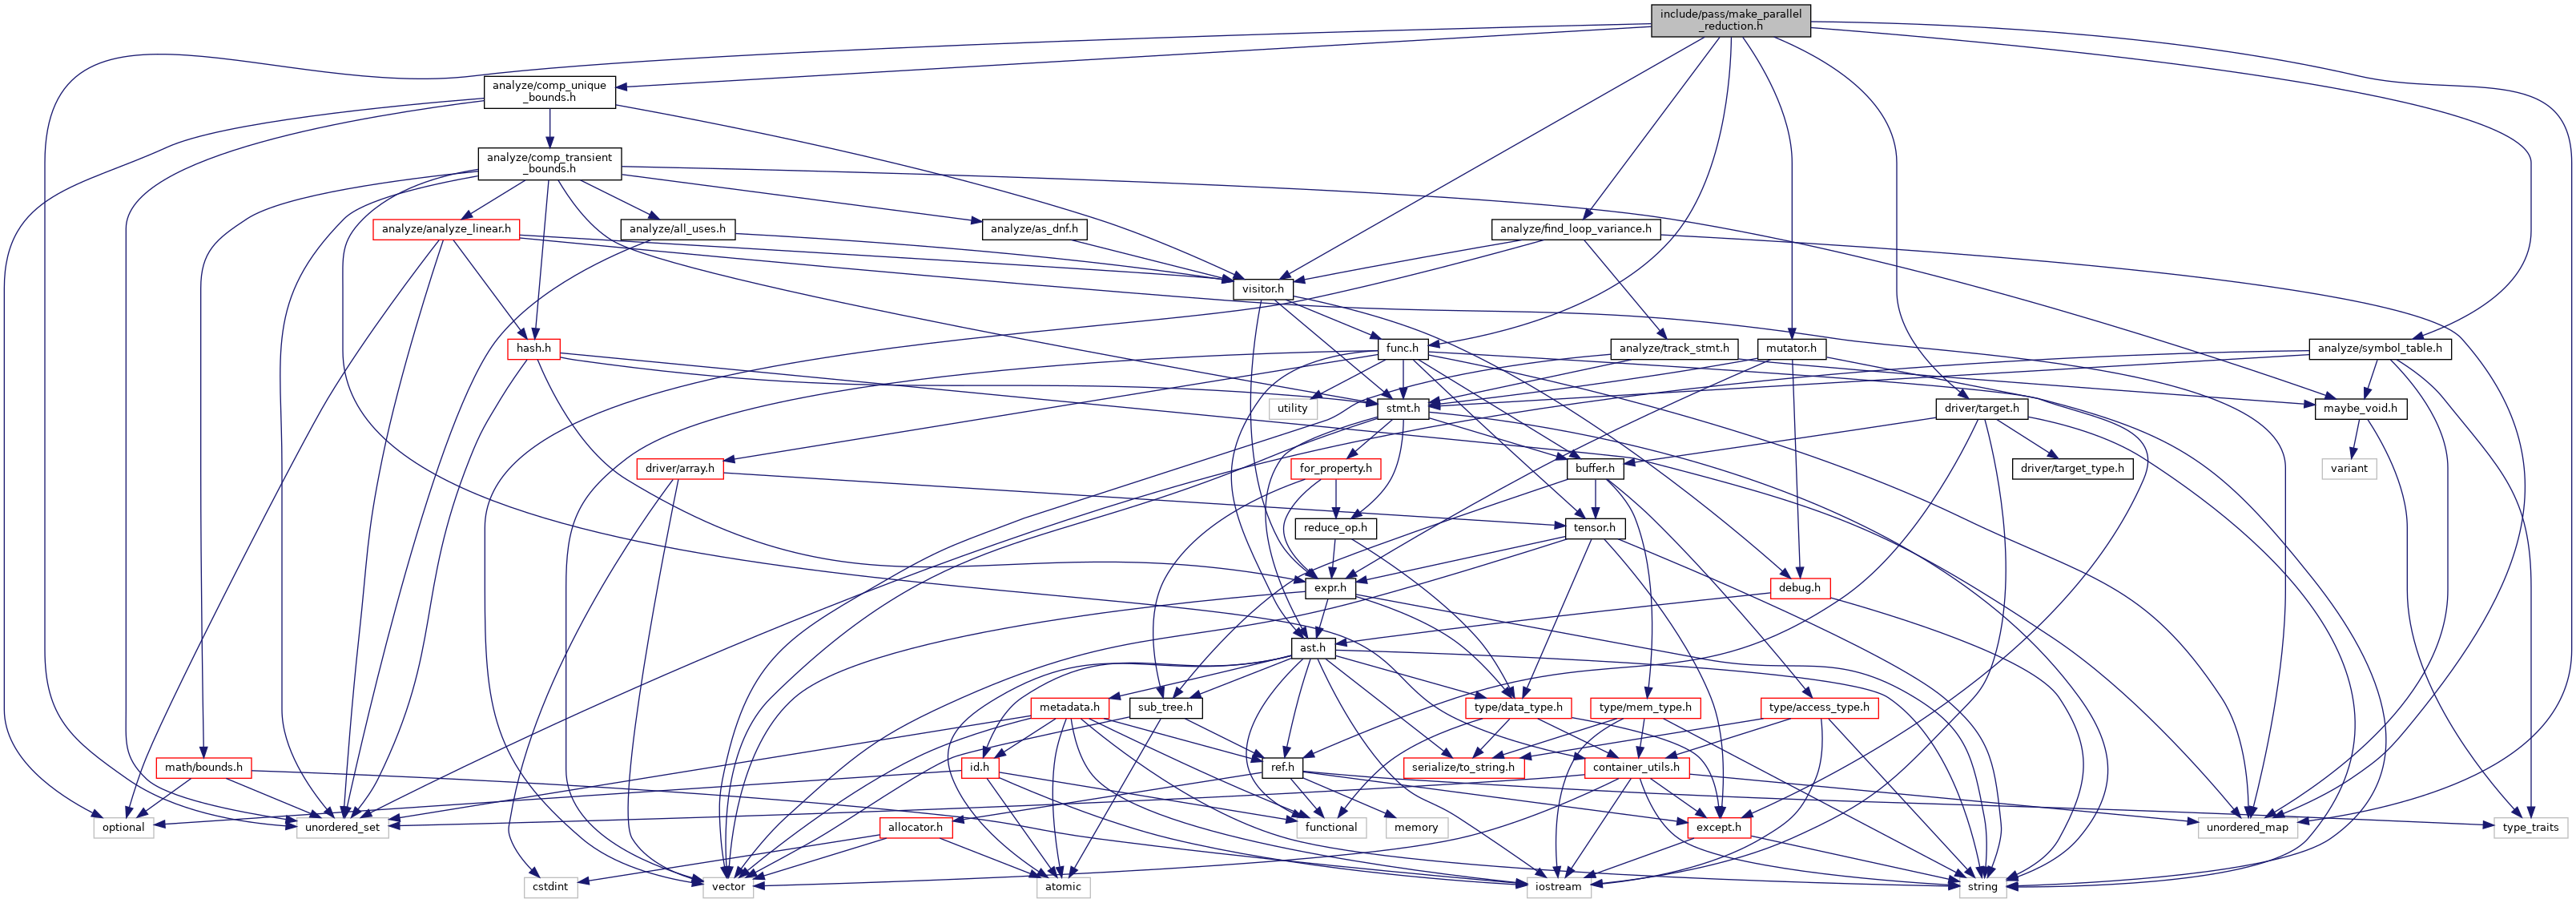 include/pass/make_parallel
_reduction.h
analyze/comp_unique
_bounds.h
analyze/comp_transient
_bounds.h
analyze/analyze_linear.h
analyze/all_uses.h
analyze/as_dnf.h
analyze/find_loop_variance.h
visitor.h
hash.h
func.h
analyze/track_stmt.h
mutator.h
analyze/symbol_table.h
utility
stmt.h
driver/target.h
maybe_void.h
driver/array.h
for_property.h
buffer.h
driver/target_type.h
variant
reduce_op.h
tensor.h
expr.h
debug.h
ast.h
metadata.h
sub_tree.h
type/data_type.h
type/mem_type.h
type/access_type.h
math/bounds.h
id.h
ref.h
serialize/to_string.h
container_utils.h
optional
unordered_set
allocator.h
functional
memory
except.h
unordered_map
type_traits
cstdint
vector
atomic
iostream
string